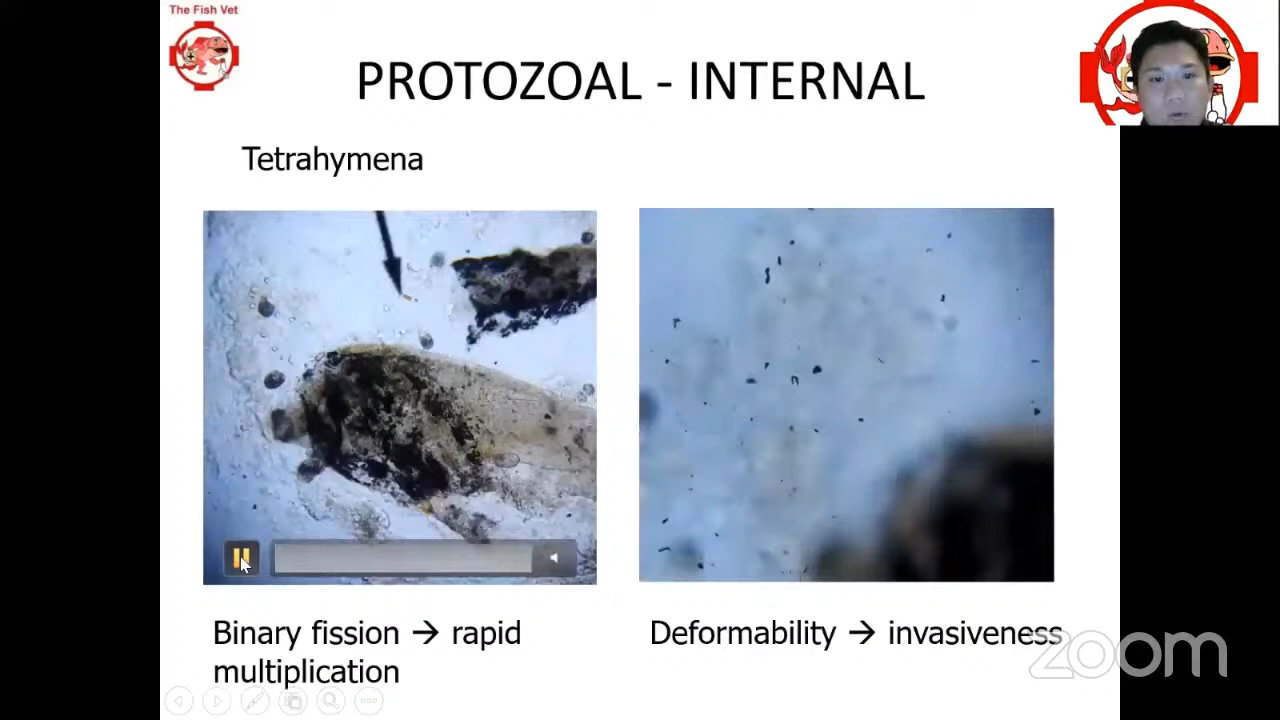 The Fish Vet
PROTOZOAL - INTERNAL
Tetrahymena
Binary fission → rapid
multiplication
Deformability → invasiveness
zoom